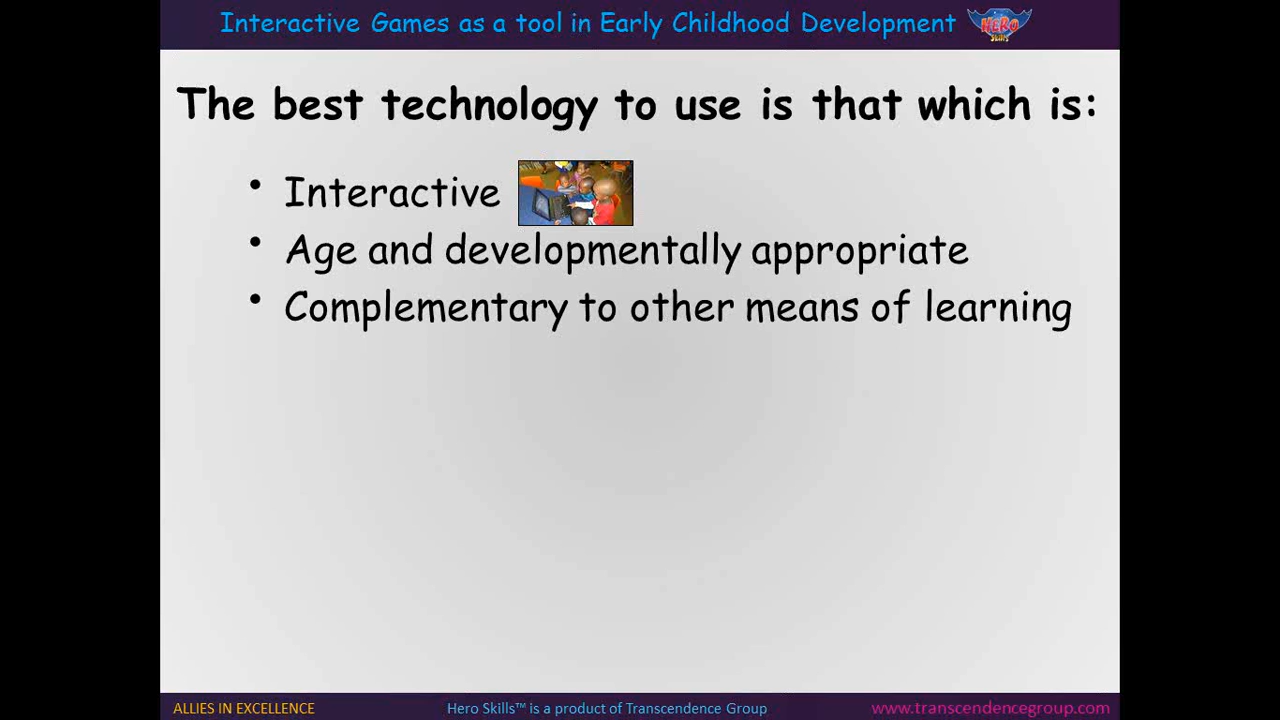 Interactive Games as a tool in Early Childhood Development
HERO
Skills
The best technology to use is that which is:
• Interactive
• Age and developmentally appropriate
• Complementary to other means of learning
ALLIES IN EXCELLENCE
Hero Skills™ is a product of Transcendence Group
www.transcendencegroup.com